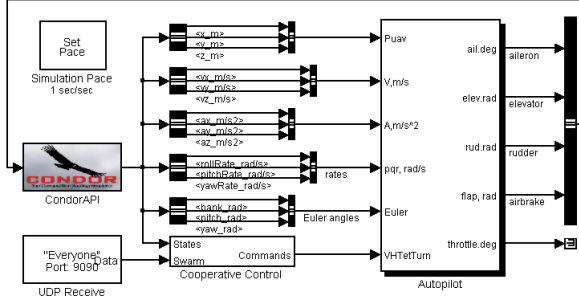 Set
Pace
Simulation Pace
1 sec/sec
CONDOR
CondorAPI
"Everyone"
Port: 9090
Data
UDP Receive
<x_m>
<y_m>
<z_m>
<vx_m/s>
<vy_m/s>
<vz_m/s>
<ax_m/s2>
<ay_m/s2>
<az_m/s2>
<rollRate_rad/s>
<pitchRate_rad/s>
<yawRate_rad/s>
rates
<bank_rad>
<pitch_rad>
<yaw_rad>
Euler angles
States
Swarm
Commands
Cooperative Control
Puav
V,m/s
A,m/s^2
pqr, rad/s
Euler
VHTetTurn
ail.deg
elev.rad
rud.rad
flap, rad
throttle.deg
Autopilot
aileron
elevator
rudder
airbrake